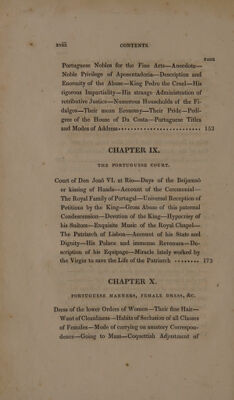 xviii CONTENTS.
PAGE
Portuguese Nobles for the Fine Arts—Anecdote—
Noble Privilege of Aposentadoria—Description and
Enormity of the Abuse—King Pedro the Cruel—His
rigorous Impartiality—His strange Administration of
retributive Justice—Numerous Households of the Fi-
dalgos—Their mean Economy—Their Pride—Pedi-
gree of the House of Da Costa—Portuguese Titles
and Modes of Address 153
CHAPTER IX.
THE PORTUGUESE COURT.
Court of Don Joaõ VI. at Rio—Days of the Beijamaõ
or kissing of Hands—Account of the Ceremonial—
The Royal Family of Portugal—Universal Reception of
Petitions by the King—Gross Abuse of this paternal
Condescension—Devotion of the King—Hypocrisy of
his Suitors—Exquisite Music of the Royal Chapel—
The Patriarch of Lisbon—Account of his State and
Dignity—His Palace and immense Revenues—De-
scription of his Equipage—Miracle lately worked by
the Virgin to save the Life of the Patriarch 173
CHAPTER X.
PORTUGUESE MANNERS, FEMALE DRESS, &C.
Dress of the lower Orders of Women—Their fine Hair—
Want of Cleanliness—Habits of Seclusion of all Classes
of Females—Mode of carrying on amatory Correspon-
dence—Going to Mass—Coquettish Adjustment of